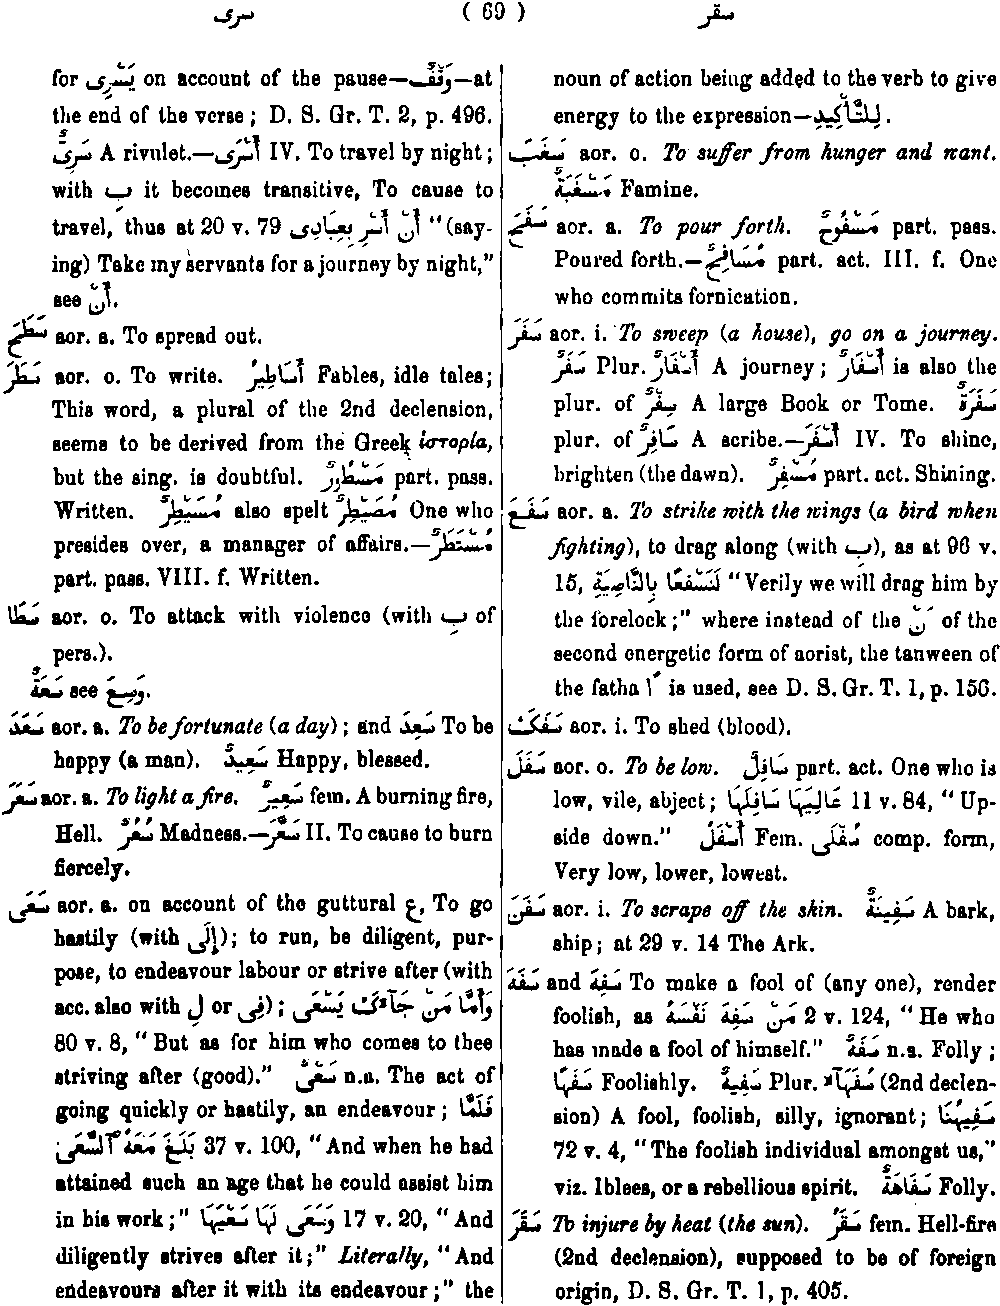 سرى ( 69 ) سقر
for يَسْرِى on account of the pause—وَقْفٌ—at
the end of the verse ; D. S. Gr. T. 2, p. 496.
سَرِىٌّ A rivulet.—أَسْرَى IV. To travel by night ;
with بِ it becomes transitive, To cause to
travel, thus at 20 v. 79 أَنْ أَسْرِ بِعِبَادِى "(say-
ing) Take my servants for a journey by night,"
see أَنْ.
سَطَحَ aor. a. To spread out.
سَطَرَ aor. o. To write. أَسَاطِيرُ Fables, idle tales ;
This word, a plural of the 2nd declension,
seems to be derived from the Greek ἱστορία,
but the sing. is doubtful. مَسْطُورٌ part. pass.
Written. مُسَيْطِرٌ also spelt مُصَيْطِرٌ One who
presides over, a manager of affairs.—مُسْتَطَرٌ
part. pass. VIII. f. Written.
سَطَا aor. o. To attack with violence (with بِ of
pers.).
سَعَةٌ see وَسِعَ.
سَعَدَ aor. a. To be fortunate (a day) ; and سَعِدَ To be
happy (a man). سَعِيدٌ Happy, blessed.
سَعَرَ aor. a. To light a fire. سَعِيرٌ fem. A burning fire,
Hell. سُعُرٌ Madness.—سَعَّرَ II. To cause to burn
fiercely.
سَعَى aor. a. on account of the guttural ع, To go
hastily (with إِلَى); to run, be diligent, pur-
pose, to endeavour labour or strive after (with
acc. also with لِ or فِى) ; وَأَمَّا مَنْ جَآءَكَ يَسْعَى
80 v. 8, "But as for him who comes to thee
striving after (good)." سَعْىٌ n.a. The act of
going quickly or hastily, an endeavour ; فَلَمَّا
بَلَغَ مَعَهُ ٱلسَّعْىَ 37 v. 100, "And when he had
attained such an age that he could assist him
in his work ;" وَسَعَى لَهَا سَعْيَهَا 17 v. 20, "And
diligently strives after it ;" Literally, "And
endeavours after it with its endeavour ;" the
noun of action being added to the verb to give
energy to the expression—لِلتَّأْكِيدِ.
سَغَبَ aor. o. To suffer from hunger and want.
مَسْغَبَةٌ Famine.
سَفَحَ aor. a. To pour forth. مَسْفُوحٌ part. pass.
Poured forth.—مُسَافِحٌ part. act. III. f. One
who commits fornication.
سَفَرَ aor. i. To sweep (a house), go on a journey.
سَفَرٌ Plur. أَسْفَارٌ A journey ; أَسْفَارٌ is also the
plur. of سِفْرٌ A large Book or Tome. سَفَرَةٌ
plur. of سَافِرٌ A scribe.—أَسْفَرَ IV. To shine,
brighten (the dawn). مُسْفِرٌ part. act. Shining.
سَفَعَ aor. a. To strike with the wings (a bird when
fighting), to drag along (with بِ), as at 96 v.
15, لَنَسْفَعًا بِالنَّاصِيَةِ "Verily we will drag him by
the forelock ;" where instead of the نْ of the
second energetic form of aorist, the tanween of
the fatha اً is used, see D. S. Gr. T. 1, p. 156.
سَفَكَ aor. i. To shed (blood).
سَفَلَ aor. o. To be low. سَافِلٌ part. act. One who is
low, vile, abject ; عَالِيَهَا سَافِلَهَا 11 v. 84, "Up-
side down." أَسْفَلُ Fem. سُفْلَى comp. form,
Very low, lower, lowest.
سَفَنَ aor. i. To scrape off the skin. سَفِينَةٌ A bark,
ship ; at 29 v. 14 The Ark.
سَفَهَ and سَفِهَ To make a fool of (any one), render
foolish, as مَنْ سَفِهَ نَفْسَهُ 2 v. 124, "He who
has made a fool of himself." سَفَهٌ n.a. Folly ;
سَفَهًا Foolishly. سَفِيهٌ Plur. سُفَهَآءُ (2nd declen-
sion) A fool, foolish, silly, ignorant ; سَفِيهُنَا
72 v. 4, "The foolish individual amongst us,"
viz. Iblees, or a rebellious spirit. سَفَاهَةٌ Folly.
سَقَرَ To injure by heat (the sun). سَقَرُ fem. Hell-fire
(2nd declension), supposed to be of foreign
origin, D. S. Gr. T. 1, p. 405.